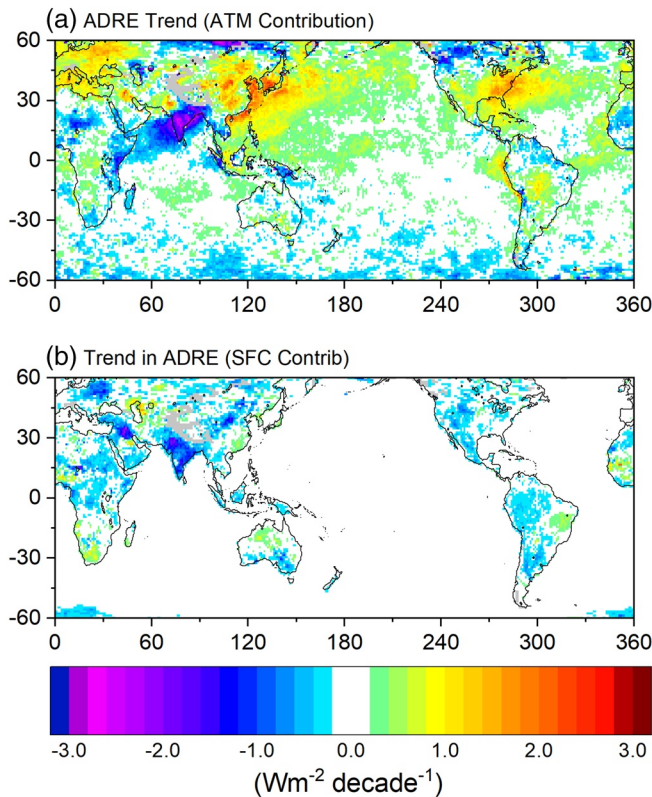 (a) ADRE Trend (ATM Contribution)
60
30
0
-30
-60
0 60 120 180 240 300 360
(b) Trend in ADRE (SFC Contrib)
60
30
0
-30
-60
0 60 120 180 240 300 360
-3.0 -2.0 -1.0 0.0 1.0 2.0 3.0
(Wm⁻² decade⁻¹)